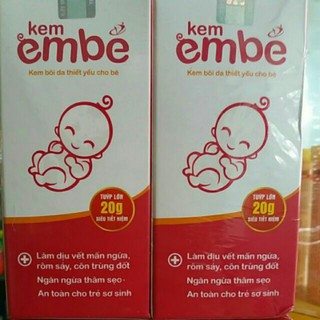 kem
embé
Kem bôi da thiết yếu cho bé
TUÝP LỚN
20g
SIÊU TIẾT KIỆM
Làm dịu vết mẩn ngứa,
rôm sảy, côn trùng đốt
Ngăn ngừa thâm sẹo
An toàn cho trẻ sơ sinh
kem
embé
Kem bôi da thiết yếu cho bé
TUÝP LỚN
20g
SIÊU TIẾT KIỆM
Làm dịu vết mẩn ngứa,
rôm sảy, côn trùng đốt
Ngăn ngừa thâm sẹo
An toàn cho trẻ sơ sinh